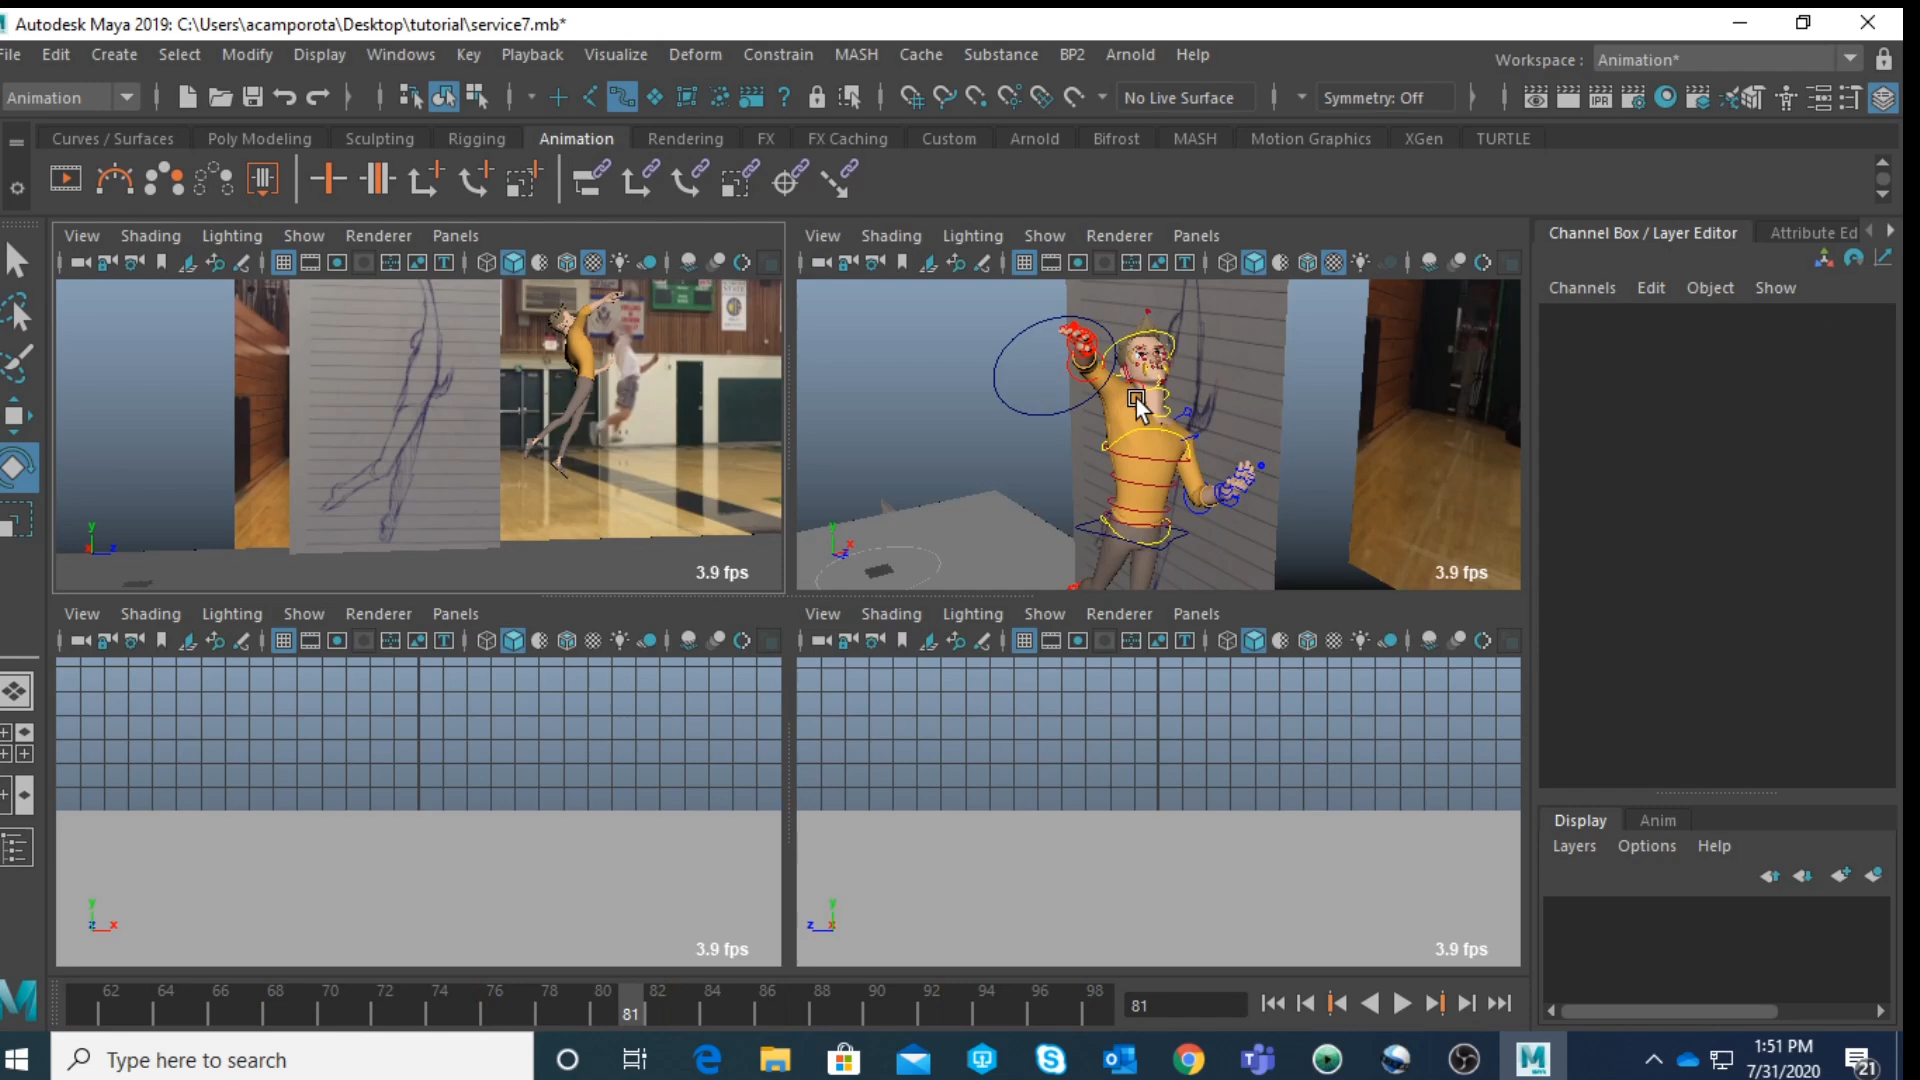 Autodesk Maya 2019: C:\Users\acamporota\Desktop\tutorial\service7.mb*
File Edit Create Select Modify Display Windows Key Playback Visualize Deform Constrain MASH Cache Substance BP2 Arnold Help
Workspace : Animation*
Animation
No Live Surface
Symmetry: Off
IPR
Curves / Surfaces Poly Modeling Sculpting Rigging Animation Rendering FX FX Caching Custom Arnold Bifrost MASH Motion Graphics XGen TURTLE
View Shading Lighting Show Renderer Panels
View Shading Lighting Show Renderer Panels
Channel Box / Layer Editor Attribute Ed
Channels Edit Object Show
y
x z
3.9 fps
y
x
z
3.9 fps
View Shading Lighting Show Renderer Panels
View Shading Lighting Show Renderer Panels
Display Anim
Layers Options Help
y
z x
3.9 fps
y
z x
3.9 fps
62 64 66 68 70 72 74 76 78 80 82 84 86 88 90 92 94 96 98
81
81
Type here to search
1:51 PM
7/31/2020
21